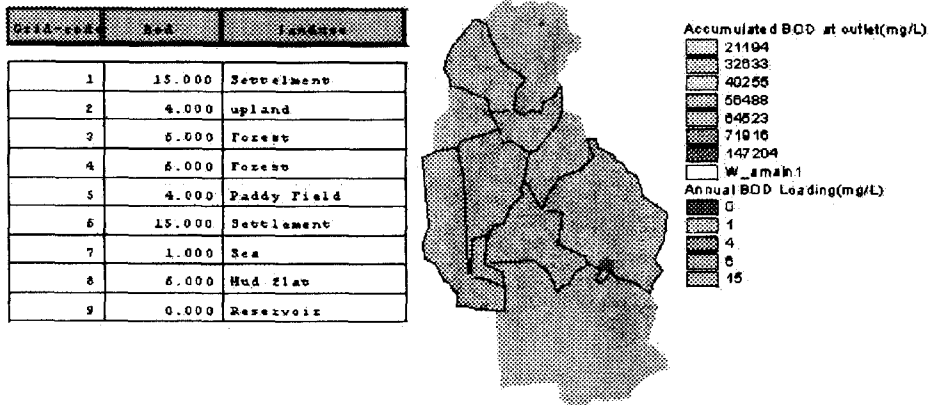 Grid-code Bod Landuse
1 15.000 Settelment
2 4.000 upland
3 6.000 Forest
4 6.000 Forest
5 4.000 Paddy Field
6 15.000 Settlement
7 1.000 Sea
8 6.000 Mud flat
9 0.000 Reservoir
Accumulated BOD at outlet(mg/L)
21194
32633
40255
56488
64523
71916
147204
W_amain1
Annual BOD Loading(mg/L)
0
1
4
6
15